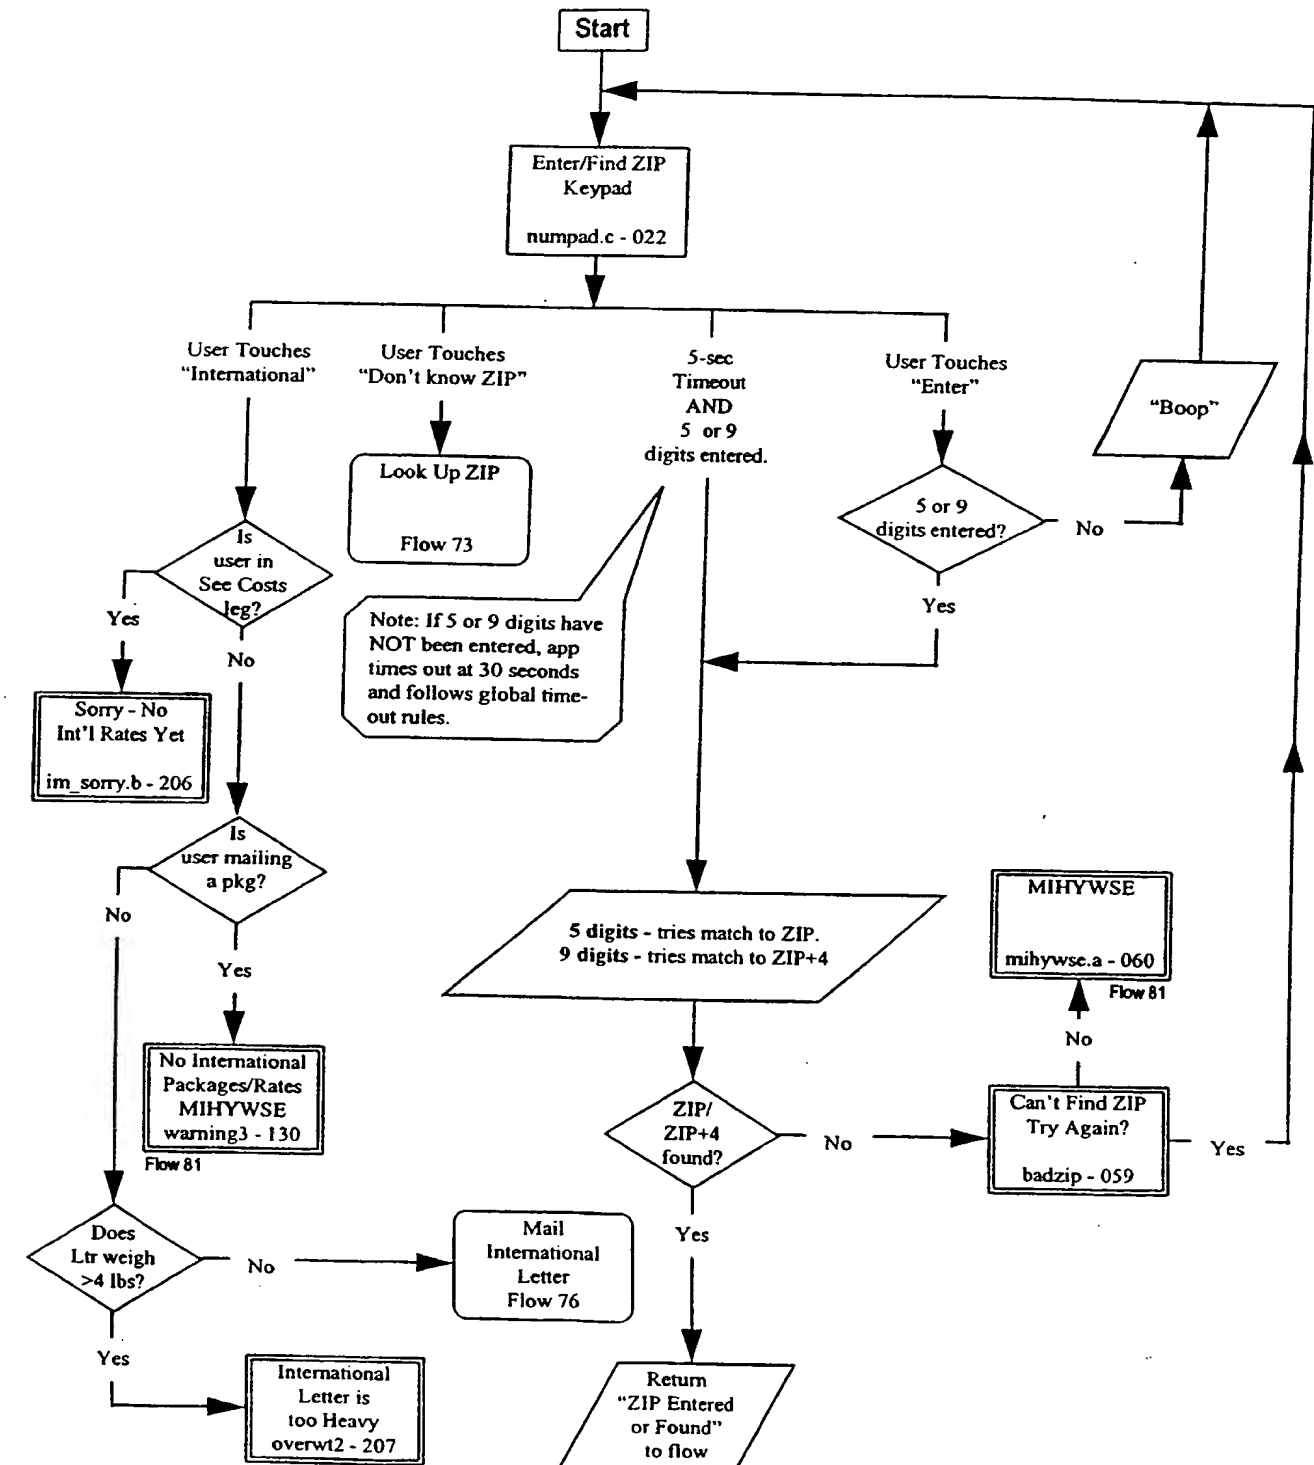 Start
Enter/Find ZIP
Keypad
numpad.c - 022
User Touches
"International"
User Touches
"Don't know ZIP"
5-sec
Timeout
AND
5 or 9
digits entered.
User Touches
"Enter"
"Boop"
Look Up ZIP
Flow 73
5 or 9
digits entered?
No
Yes
Is
user in
See Costs
leg?
Yes
No
Note: If 5 or 9 digits have
NOT been entered, app
times out at 30 seconds
and follows global time-
out rules.
Sorry - No
Int'l Rates Yet
im_sorry.b - 206
Is
user mailing
a pkg?
No
Yes
5 digits - tries match to ZIP.
9 digits - tries match to ZIP+4
MIHYWSE
mihywse.a - 060
Flow 81
No
No International
Packages/Rates
MIHYWSE
warning3 - 130
Flow 81
ZIP/
ZIP+4
found?
No
Can't Find ZIP
Try Again?
badzip - 059
Yes
Yes
Does
Ltr weigh
>4 lbs?
No
Mail
International
Letter
Flow 76
Yes
International
Letter is
too Heavy
overwt2 - 207
Return
"ZIP Entered
or Found"
to flow